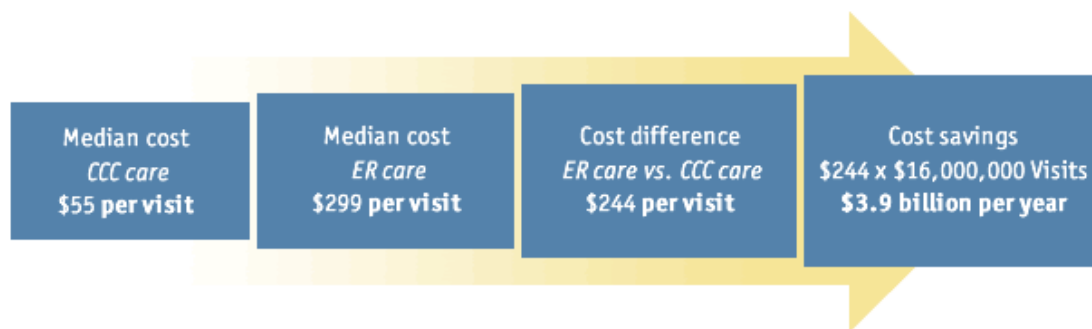 Median cost
CCC care
$55 per visit
Median cost
ER care
$299 per visit
Cost difference
ER care vs. CCC care
$244 per visit
Cost savings
$244 x $16,000,000 Visits
$3.9 billion per year